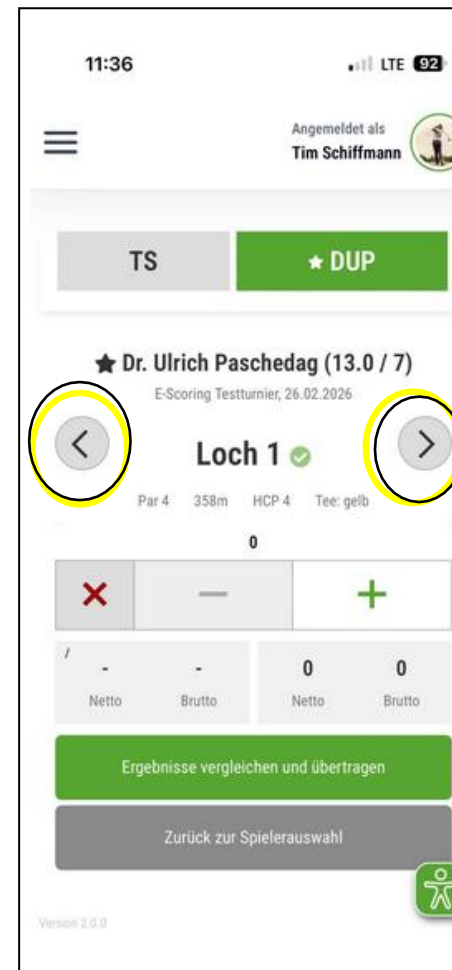 11:36 LTE 92
Angemeldet als
Tim Schiffmann
TS ★ DUP
★ Dr. Ulrich Paschedag (13.0 / 7)
E-Scoring Testturnier, 26.02.2026
< Loch 1 >
Par 4 358m HCP 4 Tee: gelb
0
× — +
/
- - 0 0
Netto Brutto Netto Brutto
Ergebnisse vergleichen und übertragen
Zurück zur Spielerauswahl
Version 2.0.0